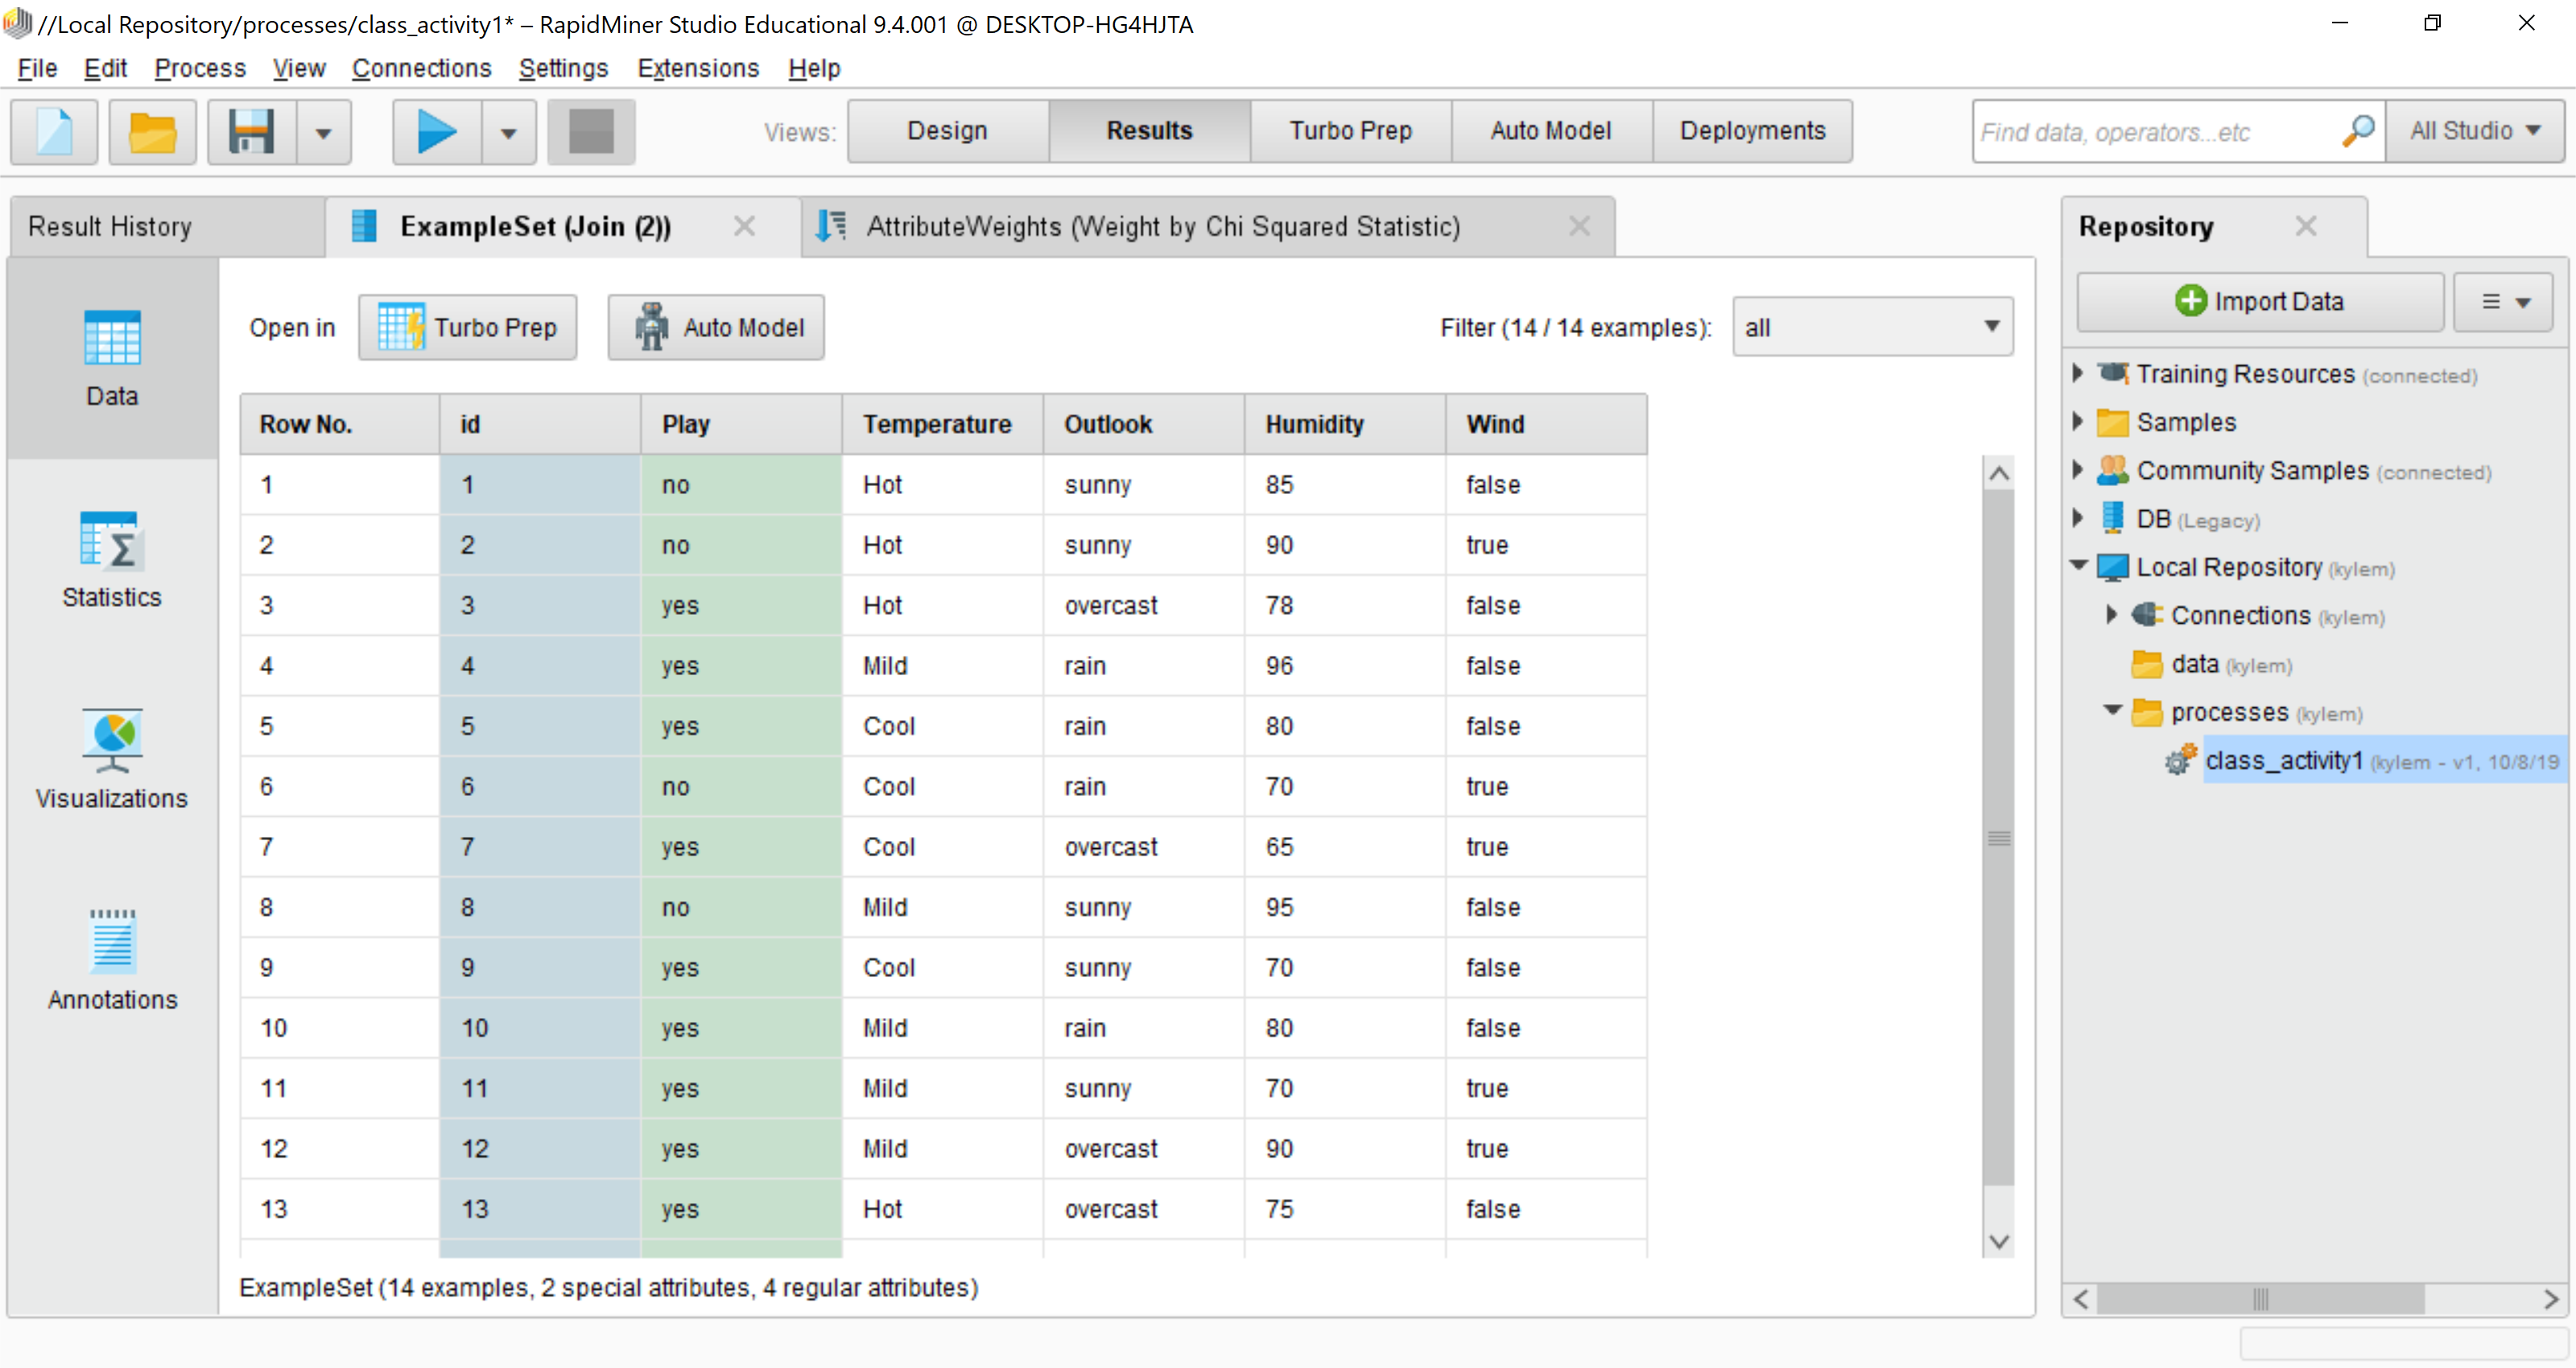 //Local Repository/processes/class_activity1* – RapidMiner Studio Educational 9.4.001 @ DESKTOP-HG4HJTA
File Edit Process View Connections Settings Extensions Help
Views: Design Results Turbo Prep Auto Model Deployments Find data, operators...etc All Studio
Result History ExampleSet (Join (2)) AttributeWeights (Weight by Chi Squared Statistic)
Data
Statistics
Visualizations
Annotations
Open in Turbo Prep Auto Model Filter (14 / 14 examples): all
Row No. id Play Temperature Outlook Humidity Wind
1 1 no Hot sunny 85 false
2 2 no Hot sunny 90 true
3 3 yes Hot overcast 78 false
4 4 yes Mild rain 96 false
5 5 yes Cool rain 80 false
6 6 no Cool rain 70 true
7 7 yes Cool overcast 65 true
8 8 no Mild sunny 95 false
9 9 yes Cool sunny 70 false
10 10 yes Mild rain 80 false
11 11 yes Mild sunny 70 true
12 12 yes Mild overcast 90 true
13 13 yes Hot overcast 75 false
ExampleSet (14 examples, 2 special attributes, 4 regular attributes)
Repository
Import Data
Training Resources (connected)
Samples
Community Samples (connected)
DB (Legacy)
Local Repository (kylem)
Connections (kylem)
data (kylem)
processes (kylem)
class_activity1 (kylem - v1, 10/8/19